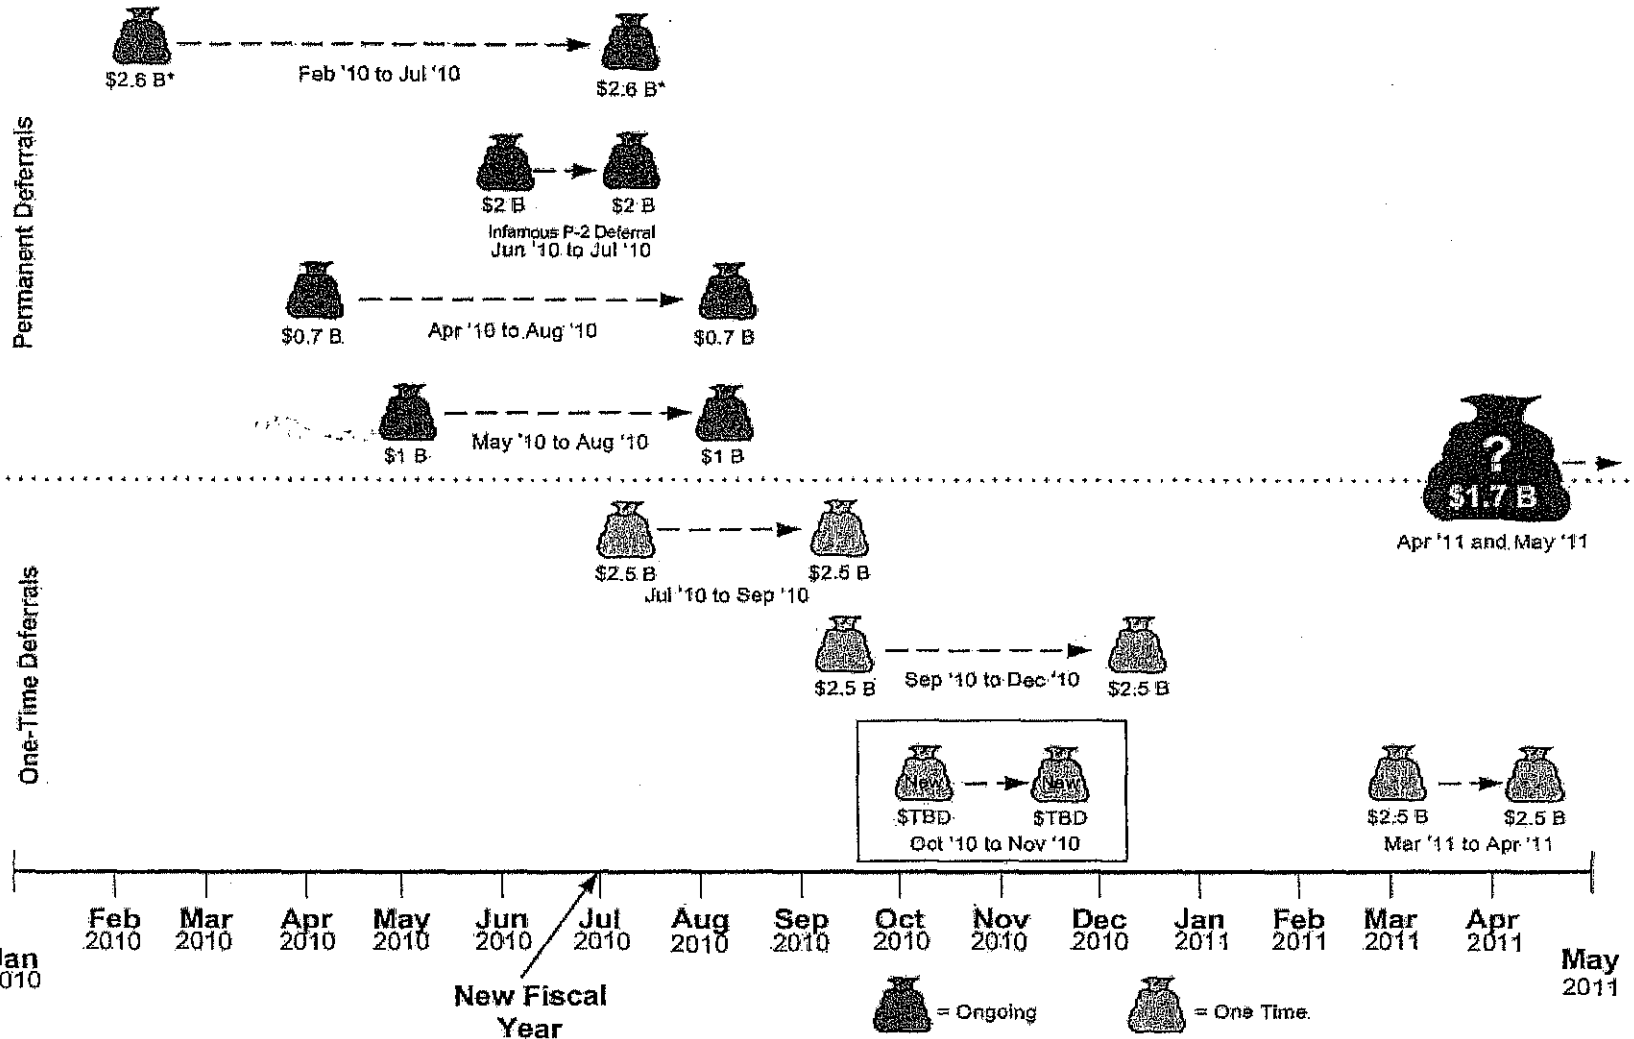 Permanent Deferrals
$2.6 B*
Feb '10 to Jul '10
$2.6 B*
$2 B
$2 B
Infamous P-2 Deferral
Jun '10 to Jul '10
$0.7 B
Apr '10 to Aug '10
$0.7 B
$1 B
May '10 to Aug '10
$1 B
?
$1.7 B
Apr '11 and May '11
One-Time Deferrals
$2.5 B
$2.5 B
Jul '10 to Sep '10
$2.5 B
Sep '10 to Dec '10
$2.5 B
New
New
$TBD
$TBD
Oct '10 to Nov '10
$2.5 B
$2.5 B
Mar '11 to Apr '11
Feb Mar Apr May Jun Jul Aug Sep Oct Nov Dec Jan Feb Mar Apr
2010 2010 2010 2010 2010 2010 2010 2010 2010 2010 2010 2011 2011 2011 2011
Jan
2010
May
2011
New Fiscal
Year
= Ongoing
= One Time